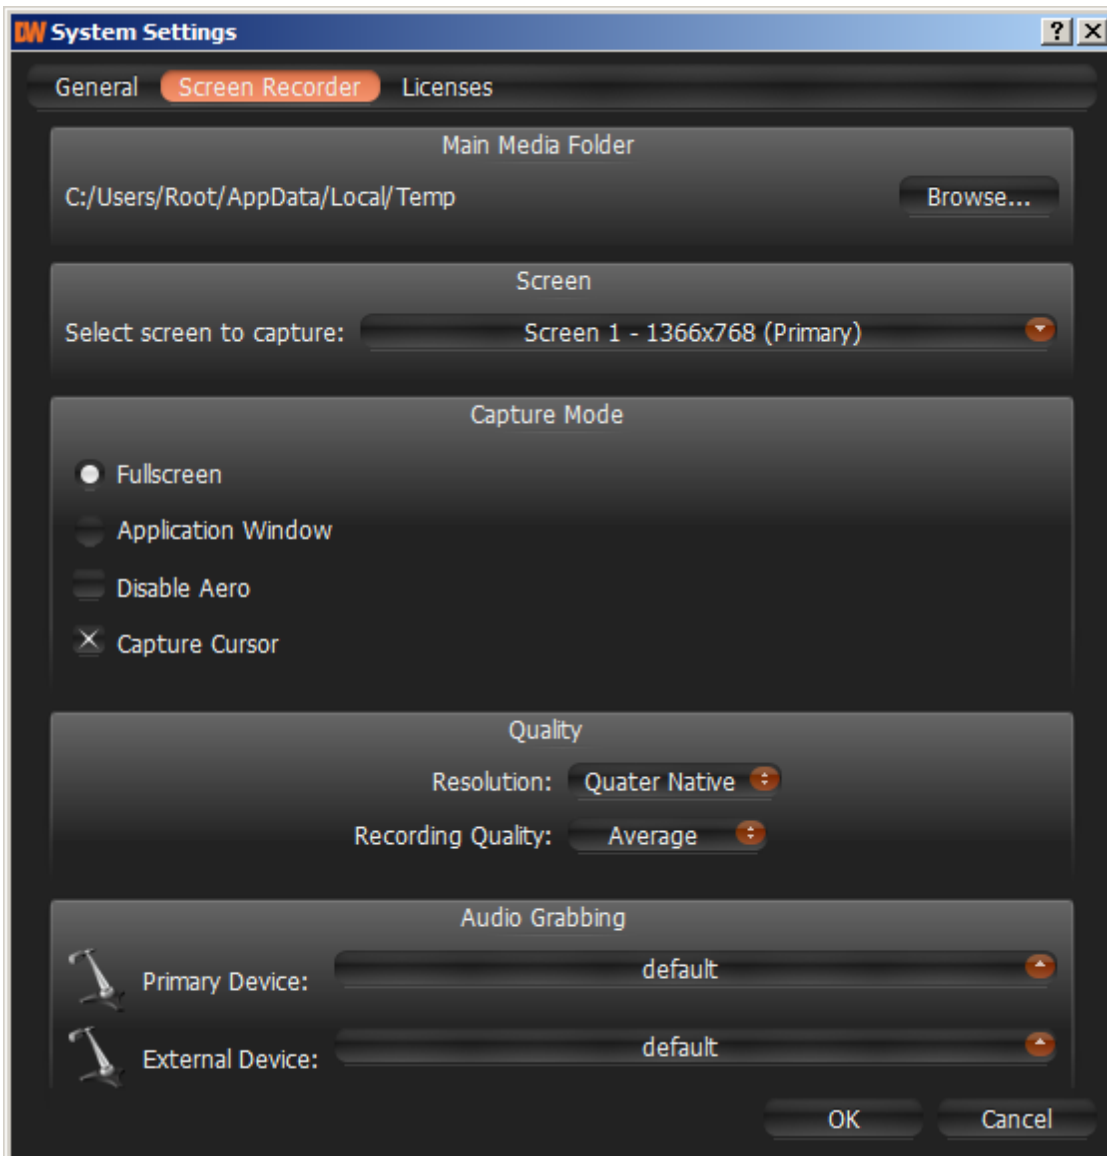 DW System Settings
General Screen Recorder Licenses
Main Media Folder
C:/Users/Root/AppData/Local/Temp Browse...
Screen
Select screen to capture: Screen 1 - 1366x768 (Primary)
Capture Mode
Fullscreen
Application Window
Disable Aero
Capture Cursor
Quality
Resolution: Quater Native
Recording Quality: Average
Audio Grabbing
Primary Device: default
External Device: default
OK Cancel